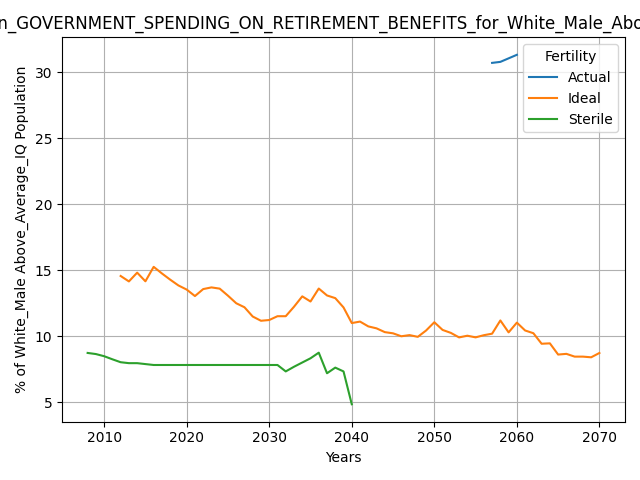 n_GOVERNMENT_SPENDING_ON_RETIREMENT_BENEFITS_for_White_Male_Abo
Fertility
Actual
Ideal
Sterile
% of White_Male Above_Average_IQ Population
30
25
20
15
10
5
2010 2020 2030 2040 2050 2060 2070
Years